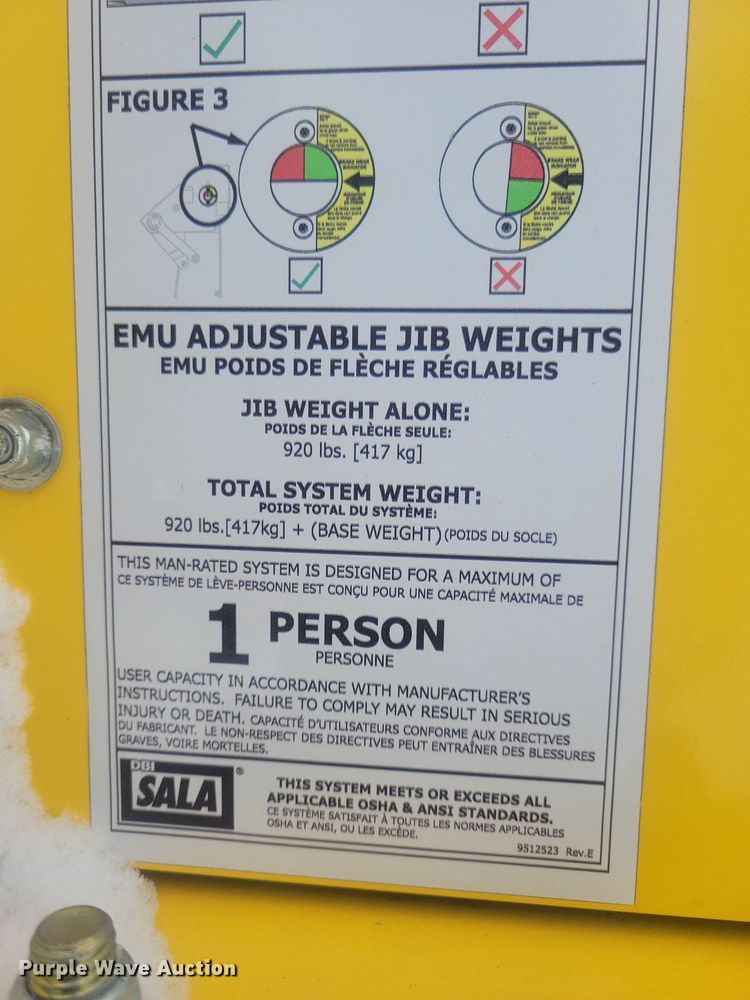 FIGURE 3
BRAKE WEAR
INDICATOR
BRAKE WEAR
INDICATOR
EMU ADJUSTABLE JIB WEIGHTS
EMU POIDS DE FLÈCHE RÉGLABLES
JIB WEIGHT ALONE:
POIDS DE LA FLÈCHE SEULE:
920 lbs. [417 kg]
TOTAL SYSTEM WEIGHT:
POIDS TOTAL DU SYSTÈME:
920 lbs.[417kg] + (BASE WEIGHT)(POIDS DU SOCLE)
THIS MAN-RATED SYSTEM IS DESIGNED FOR A MAXIMUM OF
CE SYSTÈME DE LÈVE-PERSONNE EST CONÇU POUR UNE CAPACITÉ MAXIMALE DE
1 PERSON
PERSONNE
USER CAPACITY IN ACCORDANCE WITH MANUFACTURER'S
INSTRUCTIONS. FAILURE TO COMPLY MAY RESULT IN SERIOUS
INJURY OR DEATH. CAPACITÉ D'UTILISATEURS CONFORME AUX DIRECTIVES
DU FABRICANT. LE NON-RESPECT DES DIRECTIVES PEUT ENTRAÎNER DES BLESSURES
GRAVES, VOIRE MORTELLES.
DBI
SALA®
THIS SYSTEM MEETS OR EXCEEDS ALL
APPLICABLE OSHA & ANSI STANDARDS.
CE SYSTÈME SATISFAIT À TOUTES LES NORMES APPLICABLES
OSHA ET ANSI, OU LES EXCÈDE.
9512523 Rev.E
Purple Wave Auction